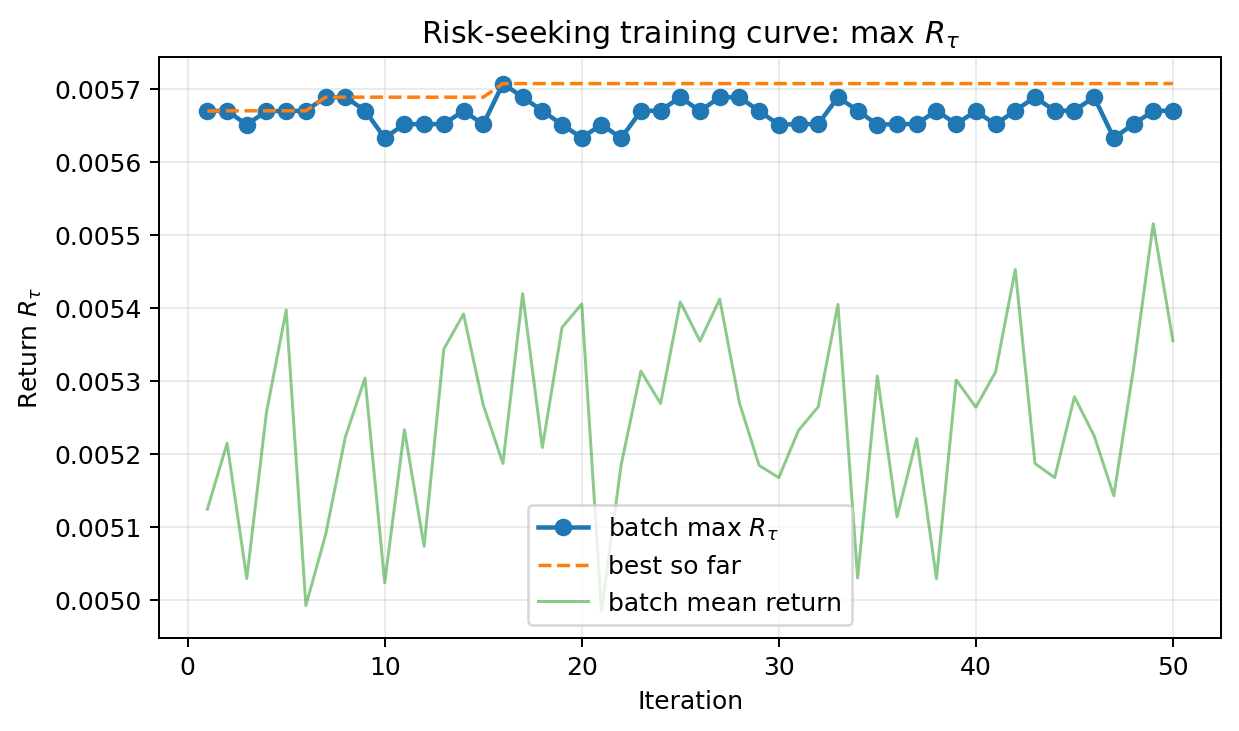 Risk-seeking training curve: max Rτ
Return Rτ
0.0057
0.0056
0.0055
0.0054
0.0053
0.0052
0.0051
0.0050
batch max Rτ
best so far
batch mean return
0 10 20 30 40 50
Iteration